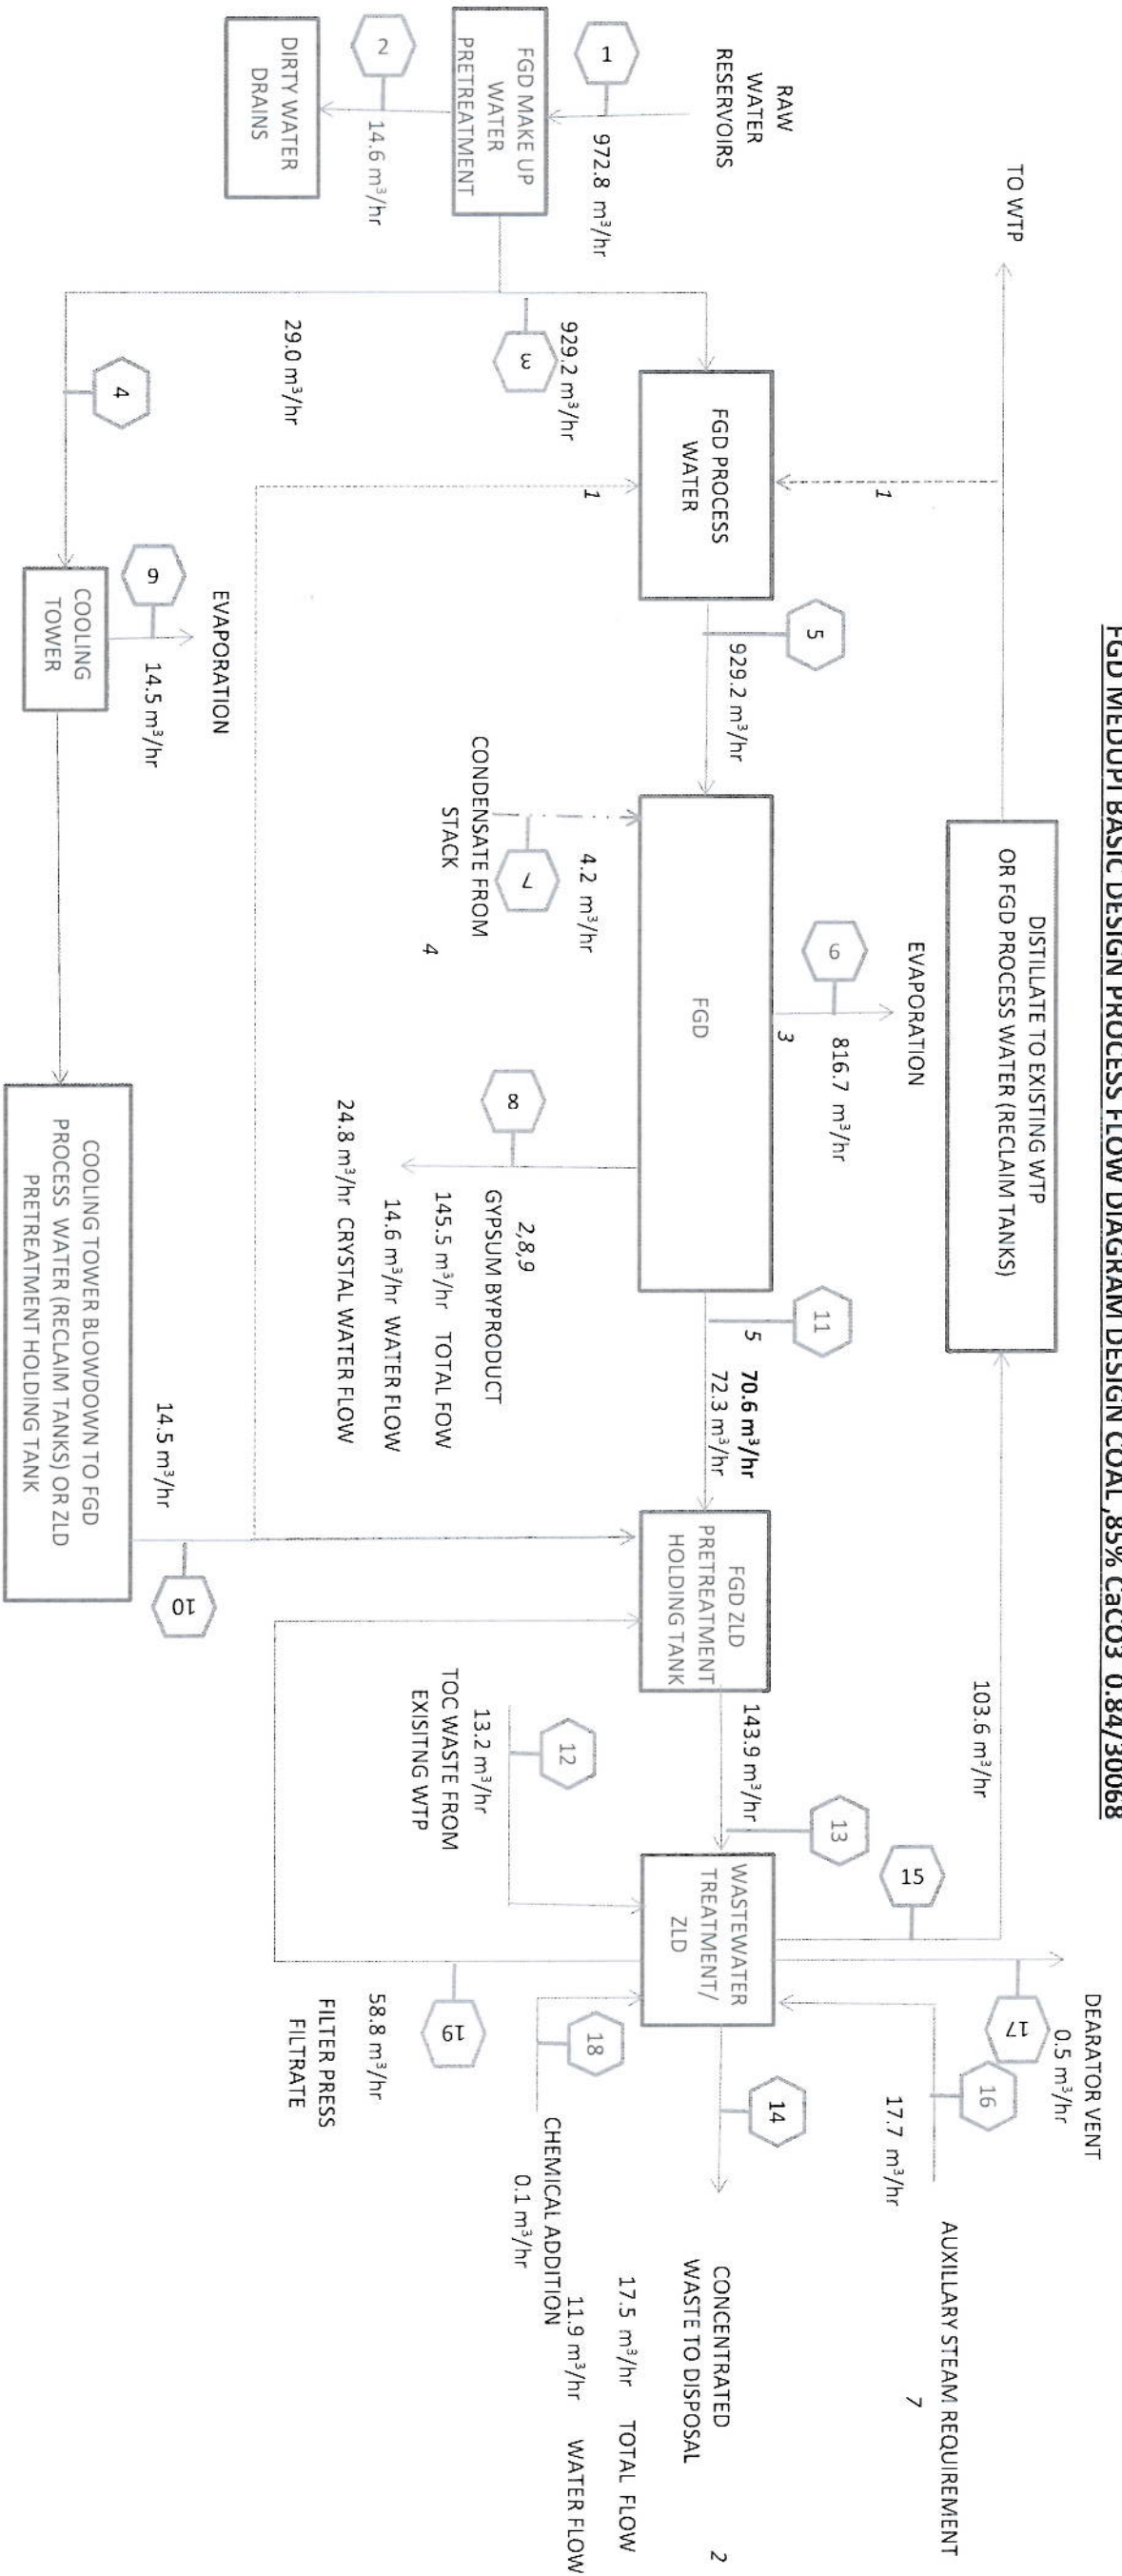 FGD MEDUPI BASIC DESIGN PROCESS FLOW DIAGRAM DESIGN COAL ,85% CaCO3 0.84/30068
TO WTP
DISTILLATE TO EXISTING WTP
OR FGD PROCESS WATER (RECLAIM TANKS)
103.6 m³/hr
15
DEARATOR VENT
0.5 m³/hr
17
16
17.7 m³/hr
AUXILLARY STEAM REQUIREMENT
7
RAW
WATER
RESERVOIRS
1
972.8 m³/hr
FGD MAKE UP
WATER
PRETREATMENT
2
14.6 m³/hr
DIRTY WATER
DRAINS
929.2 m³/hr
3
29.0 m³/hr
4
1
FGD PROCESS
WATER
1
5
929.2 m³/hr
EVAPORATION
6
816.7 m³/hr
3
FGD
4.2 m³/hr
7
CONDENSATE FROM
STACK
4
8
2,8,9
GYPSUM BYPRODUCT
145.5 m³/hr TOTAL FOW
14.6 m³/hr WATER FLOW
24.8 m³/hr CRYSTAL WATER FLOW
11
5
70.6 m³/hr
72.3 m³/hr
FGD ZLD
PRETREATMENT
HOLDING TANK
143.9 m³/hr
13
WASTEWATER
TREATMENT/
ZLD
12
13.2 m³/hr
TOC WASTE FROM
EXISITNG WTP
14
CONCENTRATED
WASTE TO DISPOSAL
2
17.5 m³/hr TOTAL FLOW
11.9 m³/hr WATER FLOW
18
CHEMICAL ADDITION
0.1 m³/hr
19
58.8 m³/hr
FILTER PRESS
FILTRATE
EVAPORATION
9
14.5 m³/hr
COOLING
TOWER
COOLING TOWER BLOWDOWN TO FGD
PROCESS WATER (RECLAIM TANKS) OR ZLD
PRETREATMENT HOLDING TANK
14.5 m³/hr
10